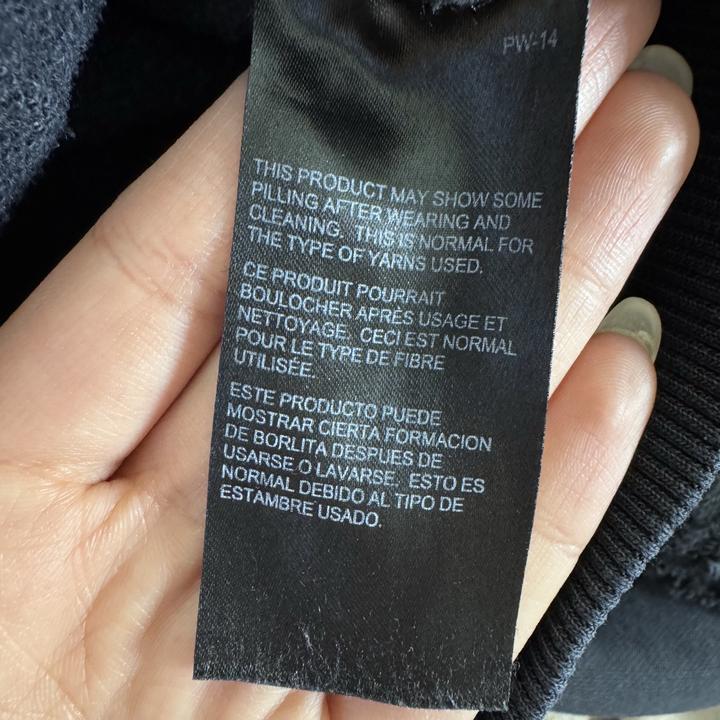 PW-14
THIS PRODUCT MAY SHOW SOME
PILLING AFTER WEARING AND
CLEANING. THIS IS NORMAL FOR
THE TYPE OF YARNS USED.
CE PRODUIT POURRAIT
BOULOCHER APRÈS USAGE ET
NETTOYAGE. CECI EST NORMAL
POUR LE TYPE DE FIBRE
UTILISÉE.
ESTE PRODUCTO PUEDE
MOSTRAR CIERTA FORMACION
DE BORLITA DESPUES DE
USARSE O LAVARSE. ESTO ES
NORMAL DEBIDO AL TIPO DE
ESTAMBRE USADO.